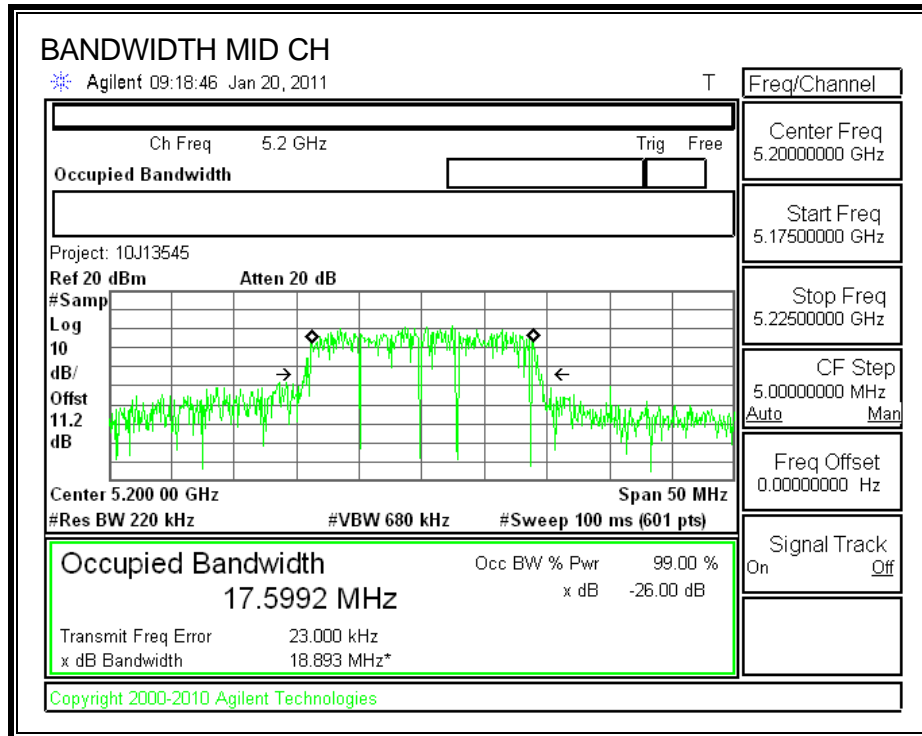 BANDWIDTH MID CH
Agilent 09:18:46 Jan 20, 2011 T
Freq/Channel
Ch Freq 5.2 GHz Trig Free
Occupied Bandwidth
Center Freq
5.20000000 GHz
Start Freq
5.17500000 GHz
Stop Freq
5.22500000 GHz
CF Step
5.00000000 MHz
Auto Man
Freq Offset
0.00000000 Hz
Signal Track
On Off
Project: 10J13545
Ref 20 dBm Atten 20 dB
#Samp
Log
10
dB/
Offst
11.2
dB
Center 5.200 00 GHz Span 50 MHz
#Res BW 220 kHz #VBW 680 kHz #Sweep 100 ms (601 pts)
Occupied Bandwidth
17.5992 MHz
Occ BW % Pwr 99.00 %
x dB -26.00 dB
Transmit Freq Error 23.000 kHz
x dB Bandwidth 18.893 MHz*
Copyright 2000-2010 Agilent Technologies